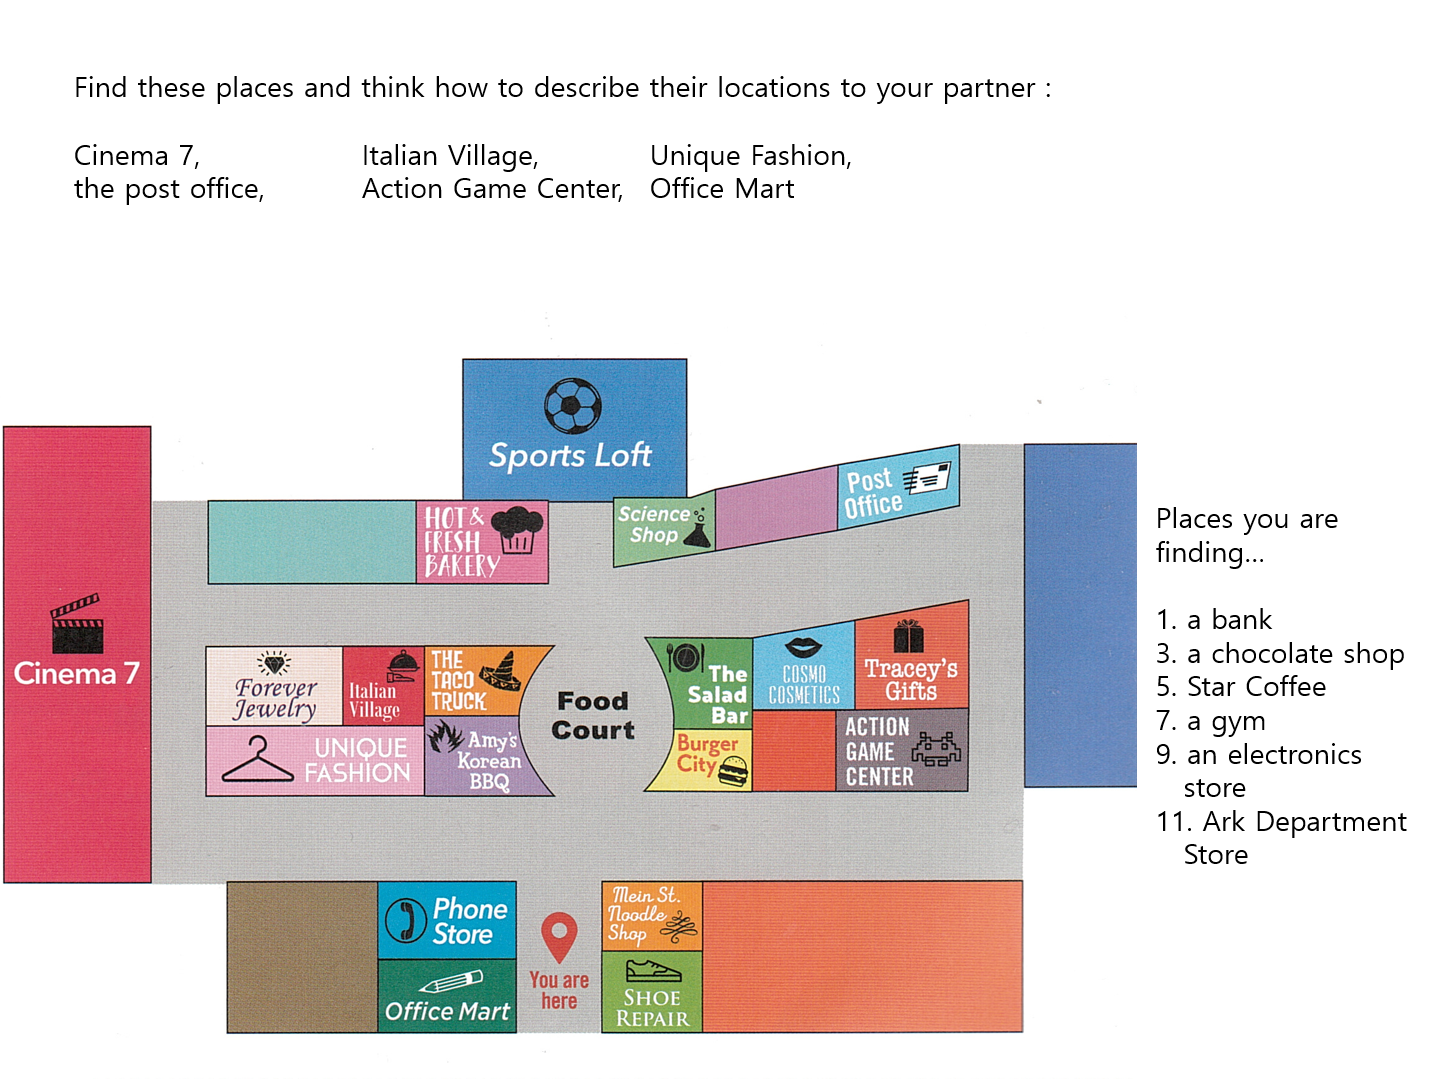 Find these places and think how to describe their locations to your partner :
Cinema 7,
Italian Village,
Unique Fashion,
the post office,
Action Game Center,
Office Mart
Sports Loft
HOT &
FRESH
BAKERY
Science
Shop
Post
Office
Cinema 7
Forever
Jewelry
Italian
Village
THE
TACO
TRUCK
UNIQUE
FASHION
Amy's
Korean
BBQ
Food
Court
The
Salad
Bar
COSMO
COSMETICS
Tracey's
Gifts
Burger
City
ACTION
GAME
CENTER
Phone
Store
Office Mart
You are
here
Mein St.
Noodle
Shop
SHOE
REPAIR
Places you are
finding...
1. a bank
3. a chocolate shop
5. Star Coffee
7. a gym
9. an electronics
store
11. Ark Department
Store